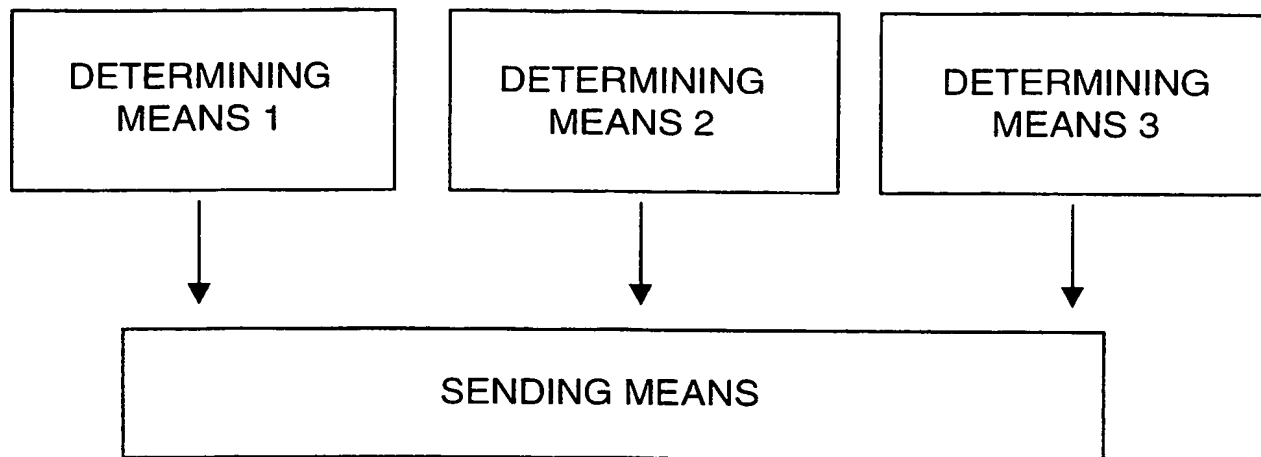 DETERMINING
MEANS 1
DETERMINING
MEANS 2
DETERMINING
MEANS 3
SENDING MEANS